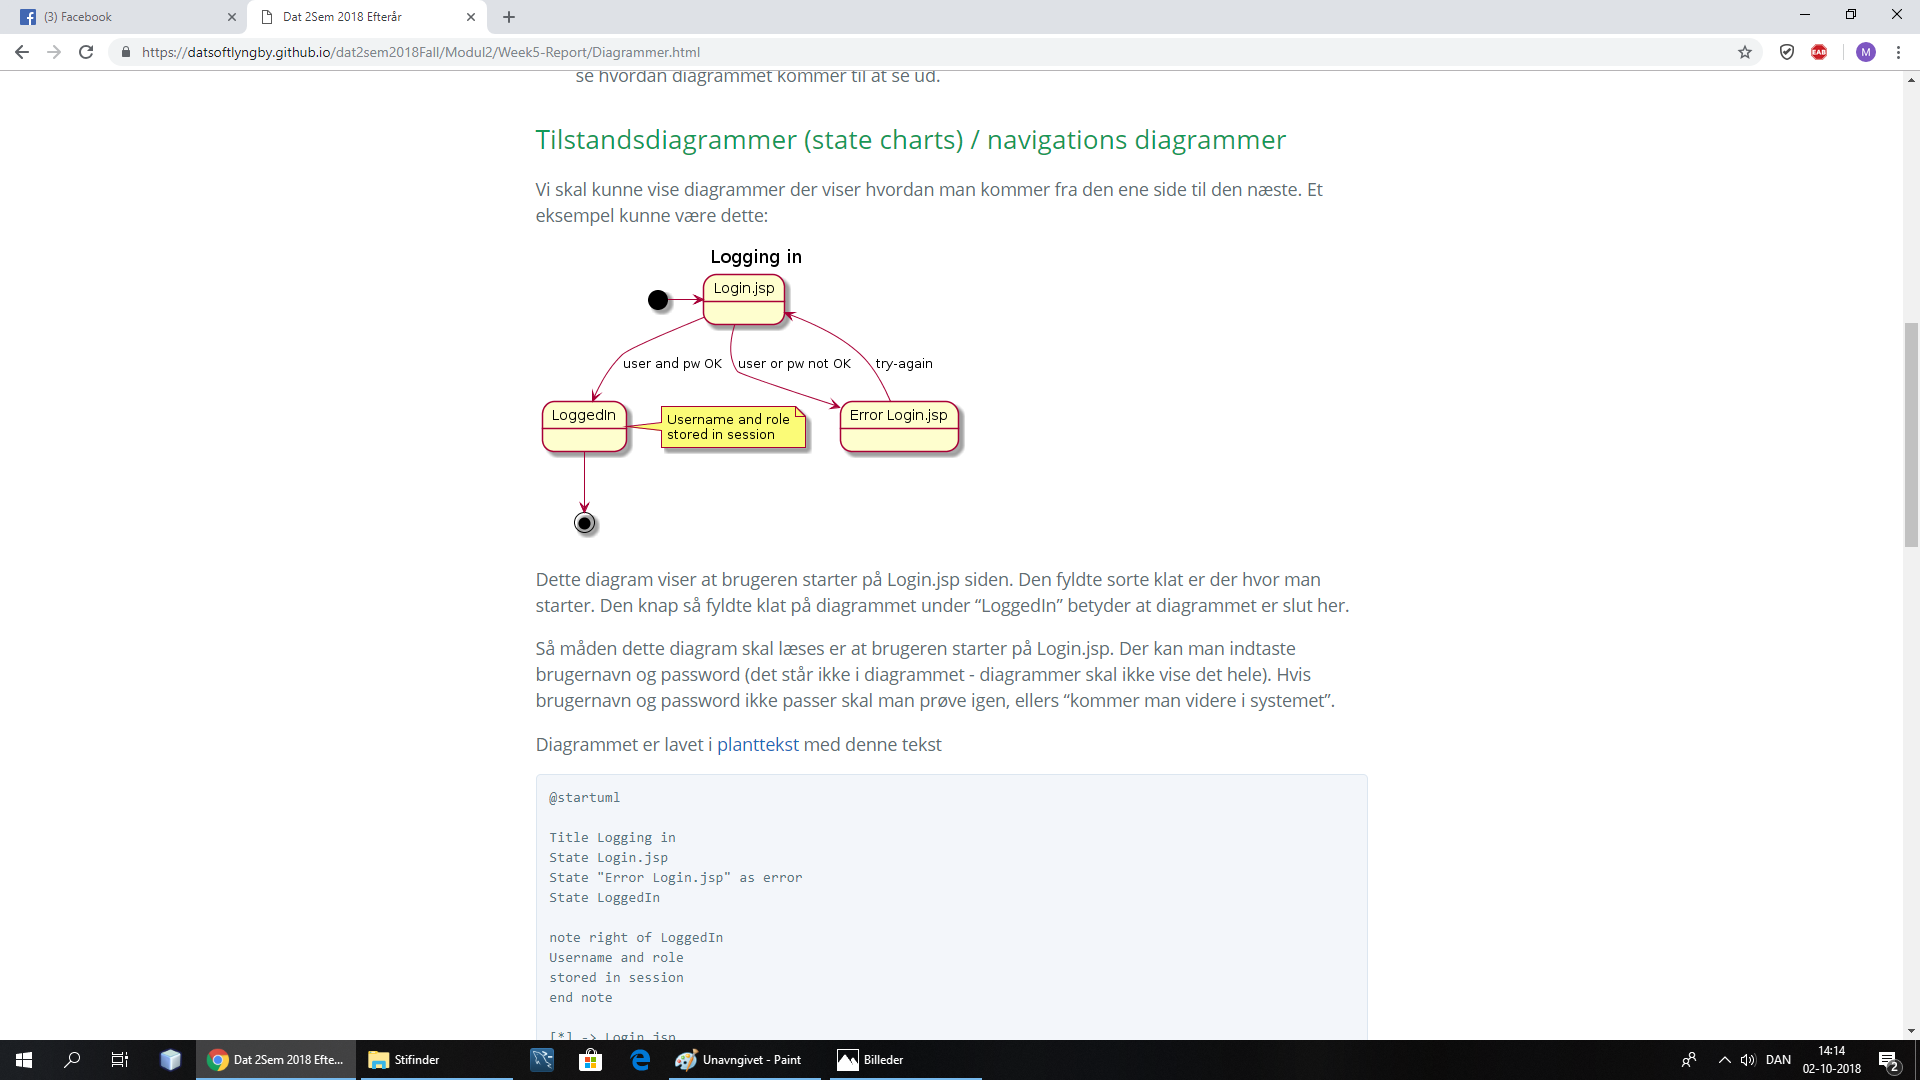 (3) Facebook
Dat 2Sem 2018 Efterår
https://datsoftlyngby.github.io/dat2sem2018Fall/Modul2/Week5-Report/Diagrammer.html
EAB
M
se hvordan diagrammet kommer til at se ud.
Tilstandsdiagrammer (state charts) / navigations diagrammer
Vi skal kunne vise diagrammer der viser hvordan man kommer fra den ene side til den næste. Et
eksempel kunne være dette:
Logging in
Login.jsp
user and pw OK
user or pw not OK
try-again
LoggedIn
Username and role
stored in session
Error Login.jsp
Dette diagram viser at brugeren starter på Login.jsp siden. Den fyldte sorte klat er der hvor man
starter. Den knap så fyldte klat på diagrammet under “LoggedIn” betyder at diagrammet er slut her.
Så måden dette diagram skal læses er at brugeren starter på Login.jsp. Der kan man indtaste
brugernavn og password (det står ikke i diagrammet - diagrammer skal ikke vise det hele). Hvis
brugernavn og password ikke passer skal man prøve igen, ellers “kommer man videre i systemet”.
Diagrammet er lavet i planttekst med denne tekst
@startuml
Title Logging in
State Login.jsp
State "Error Login.jsp" as error
State LoggedIn
note right of LoggedIn
Username and role
stored in session
end note
[*] -> Login.jsp
Dat 2Sem 2018 Efte...
Stifinder
Unavngivet - Paint
Billeder
DAN
14:14
02-10-2018
2